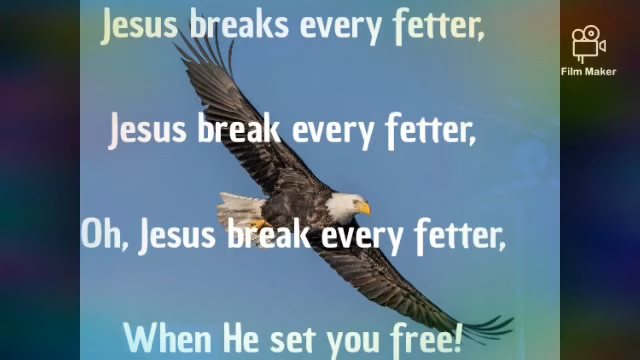 Jesus breaks every fetter,
Film Maker
Jesus break every fetter,
Oh, Jesus break every fetter,
When He set you free!